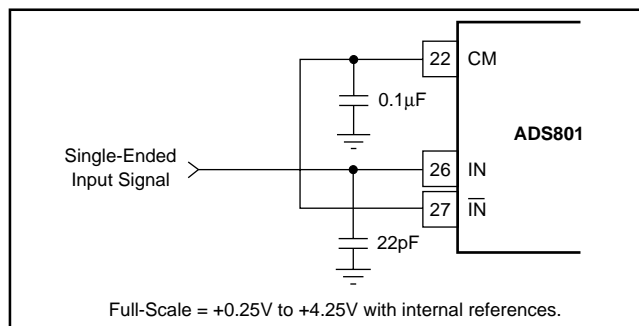 22 CM
0.1µF
ADS801
Single-Ended
Input Signal
26 IN
27 I̅N̅
22pF
Full-Scale = +0.25V to +4.25V with internal references.